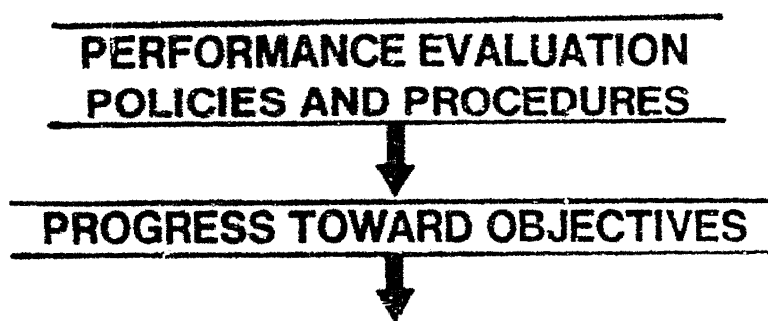 PERFORMANCE EVALUATION
POLICIES AND PROCEDURES
PROGRESS TOWARD OBJECTIVES